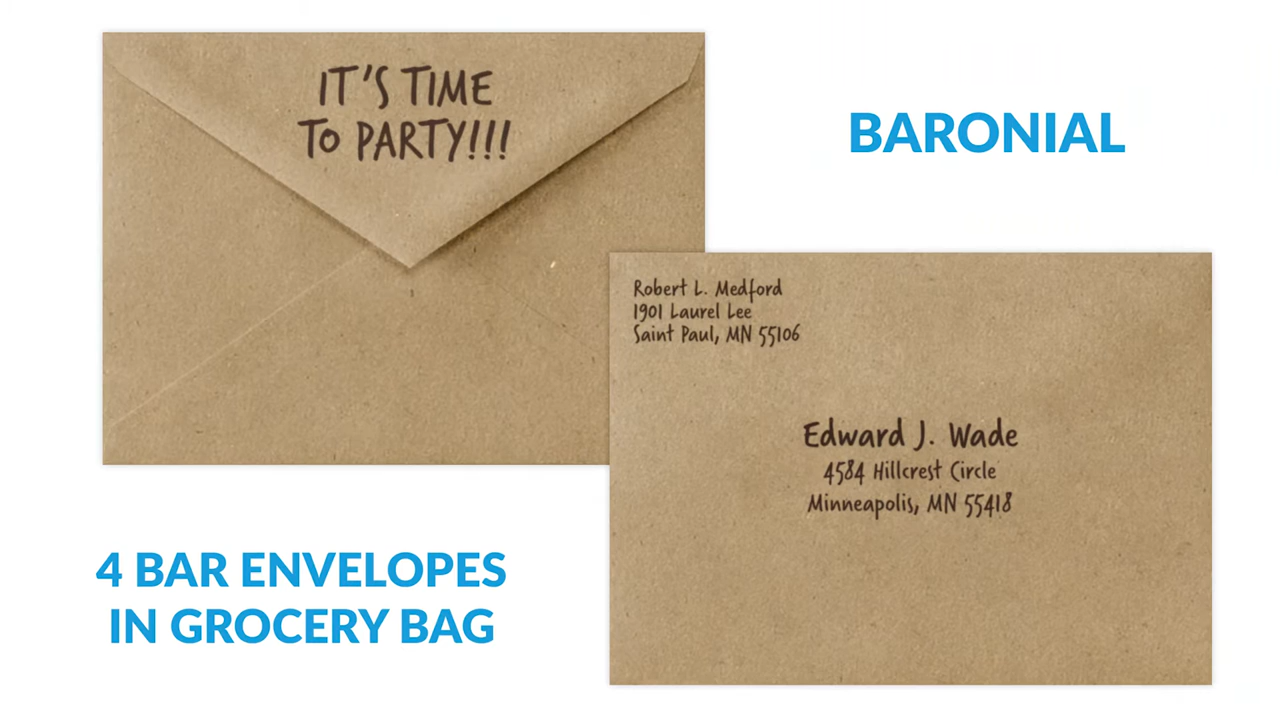 IT'S TIME
TO PARTY!!!
BARONIAL
Robert L. Medford
1901 Laurel Lee
Saint Paul, MN 55106
Edward J. Wade
4584 Hillcrest Circle
Minneapolis, MN 55418
4 BAR ENVELOPES
IN GROCERY BAG